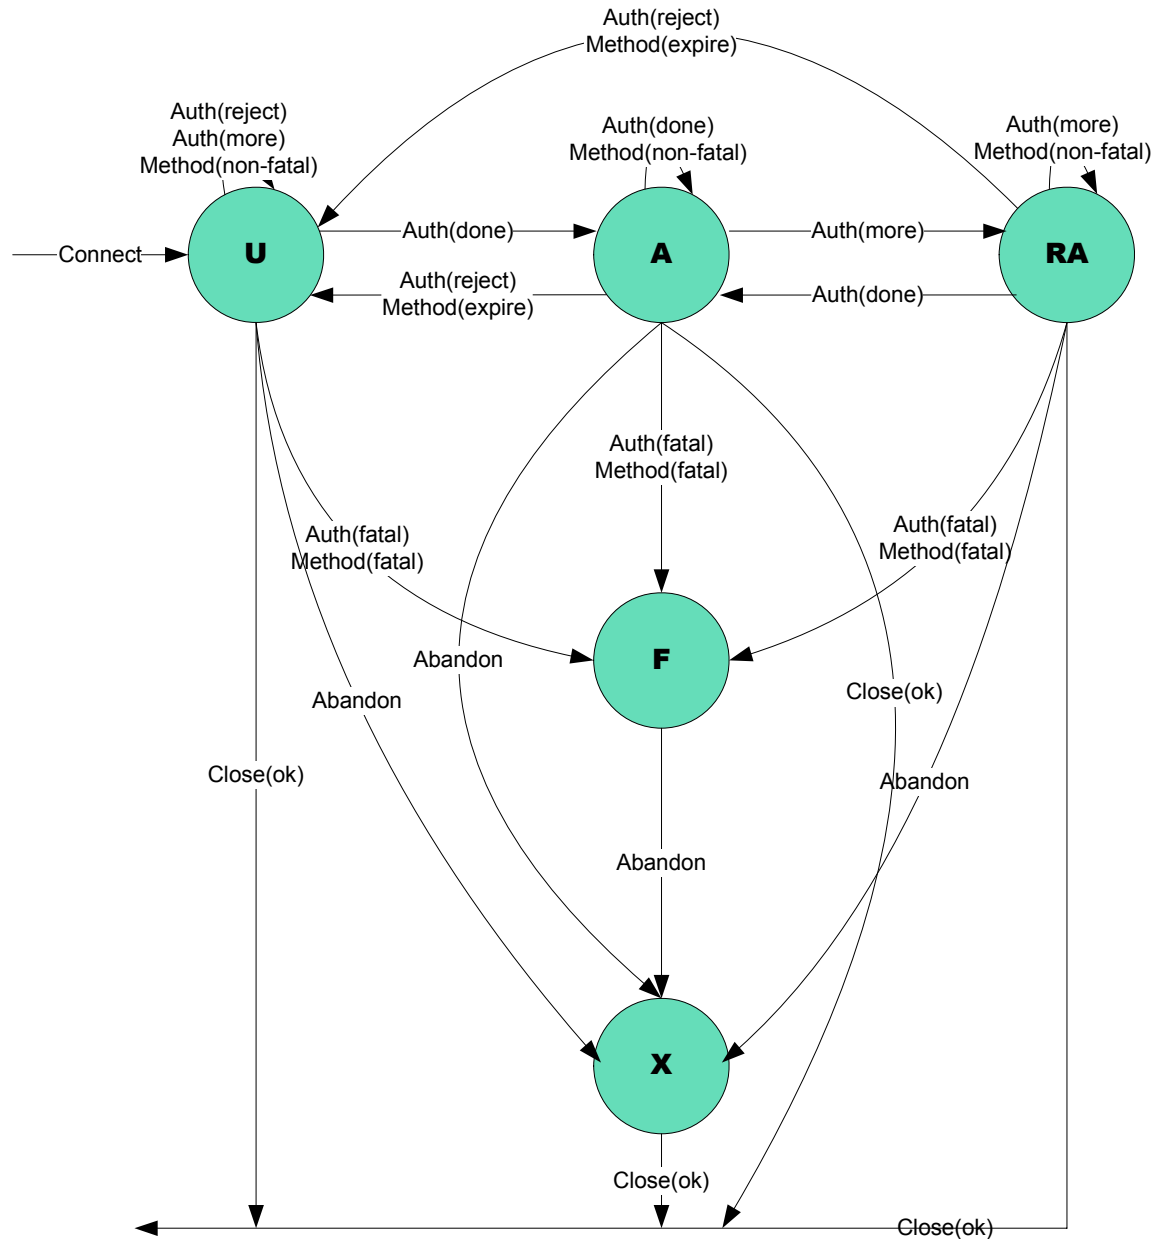 Auth(reject)
Method(expire)
Auth(reject)
Auth(more)
Method(non-fatal)
Auth(done)
Method(non-fatal)
Auth(more)
Method(non-fatal)
Connect
U
Auth(done)
A
Auth(more)
RA
Auth(reject)
Method(expire)
Auth(done)
Auth(fatal)
Method(fatal)
Auth(fatal)
Method(fatal)
Auth(fatal)
Method(fatal)
F
Abandon
Abandon
Close(ok)
Close(ok)
Abandon
Abandon
X
Close(ok)
Close(ok)